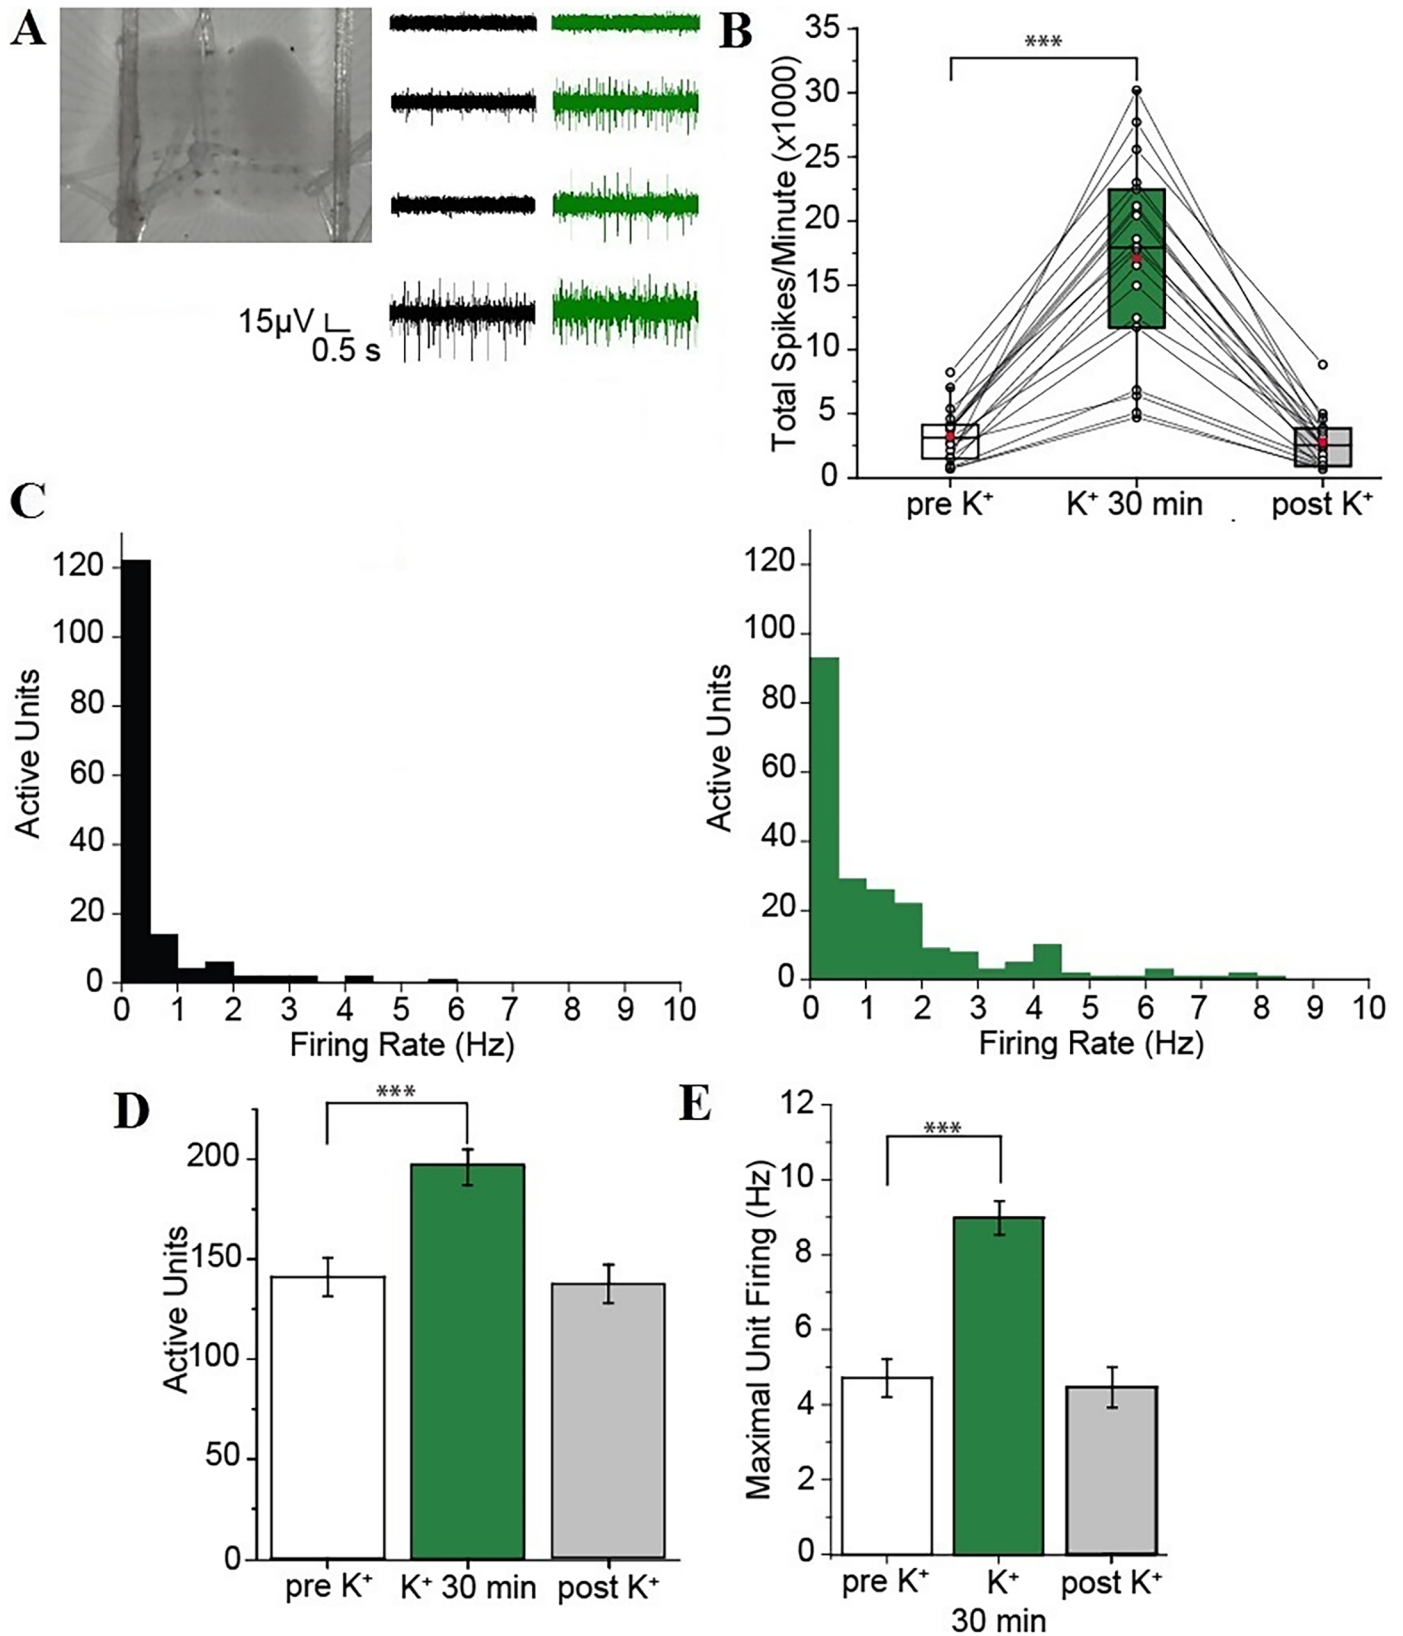 A
15µV
0.5 s
B
***
35
30
25
20
15
10
5
0
Total Spikes/Minute (x1000)
pre K⁺
K⁺ 30 min
post K⁺
C
120
100
80
60
40
20
0
Active Units
0 1 2 3 4 5 6 7 8 9 10
Firing Rate (Hz)
120
100
80
60
40
20
0
Active Units
0 1 2 3 4 5 6 7 8 9 10
Firing Rate (Hz)
D
***
200
150
100
50
0
Active Units
pre K⁺
K⁺ 30 min
post K⁺
E
***
12
10
8
6
4
2
0
Maximal Unit Firing (Hz)
pre K⁺
K⁺
30 min
post K⁺